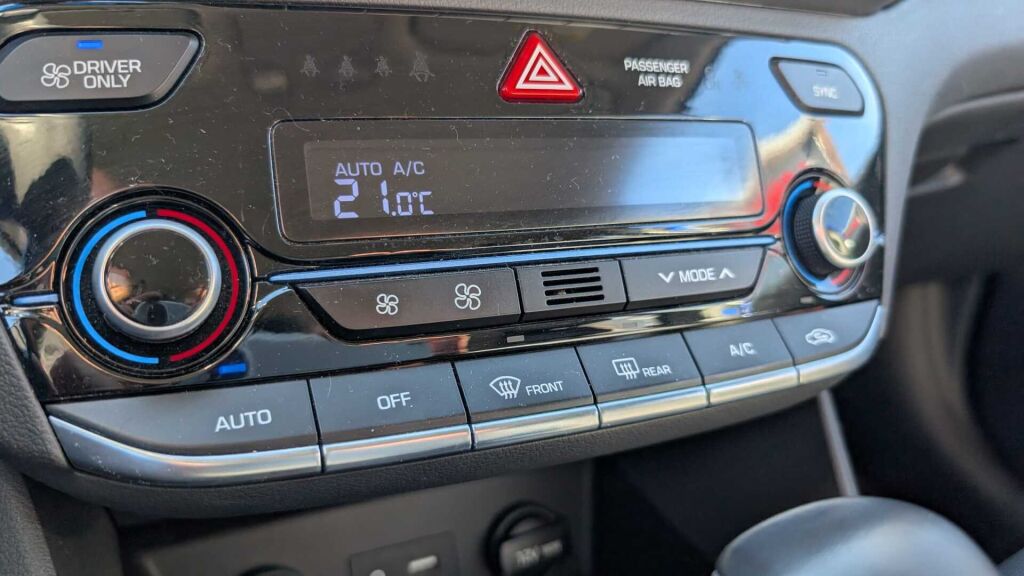 DRIVER
ONLY
PASSENGER
AIR BAG
SYNC
AUTO A/C
21.0°C
MODE
AUTO
OFF
FRONT
REAR
A/C